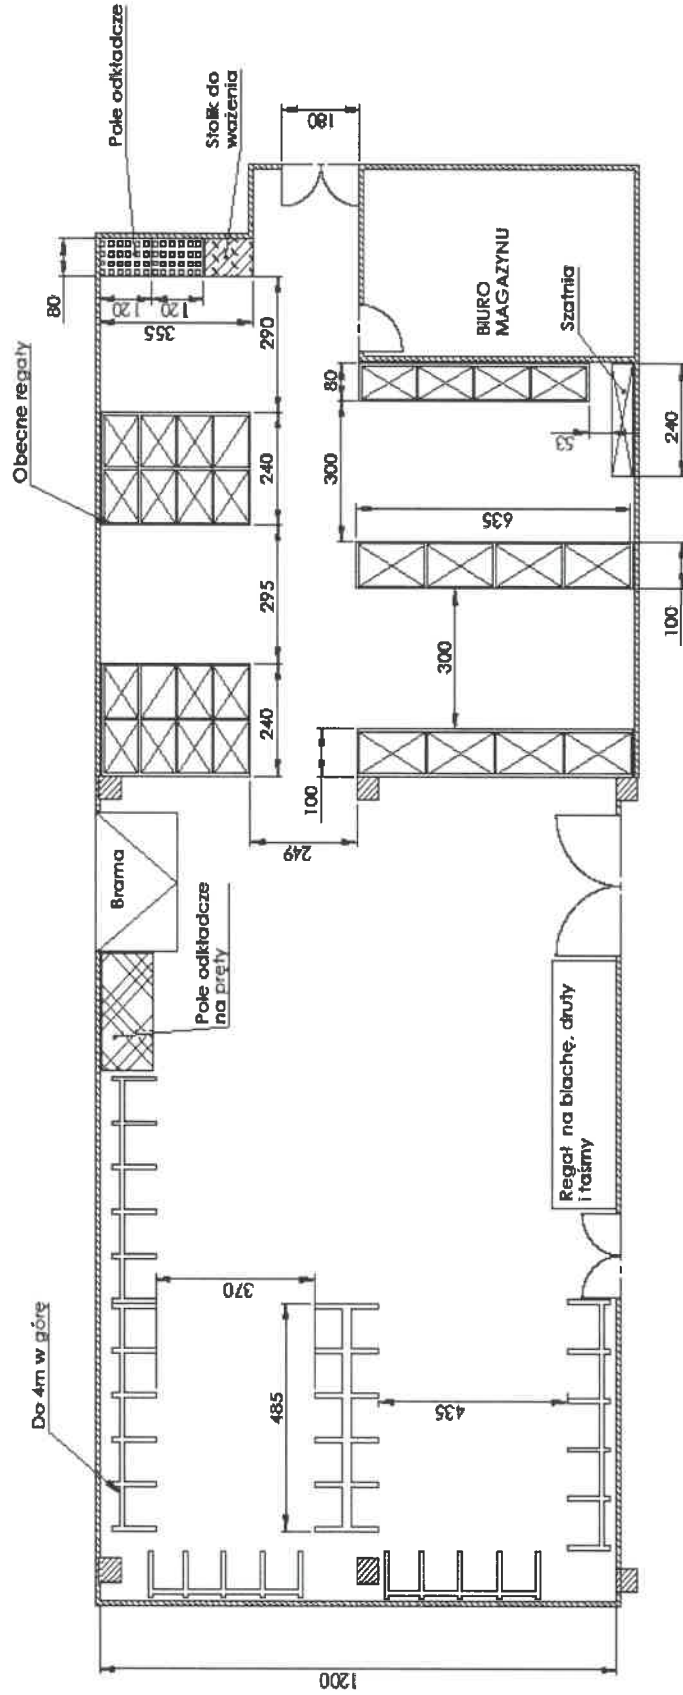 Pole odkładcze
Stolik do
ważenia
Obecne regały
80
120
120
355
290
180
BIURO
MAGAZYNU
Szatnia
80
240
53
240
300
295
635
100
300
240
100
249
Brama
Pole odkładcze
na pręty
Regał na blachę, druty
i taśmy
Do 4m w górę
370
485
435
1200